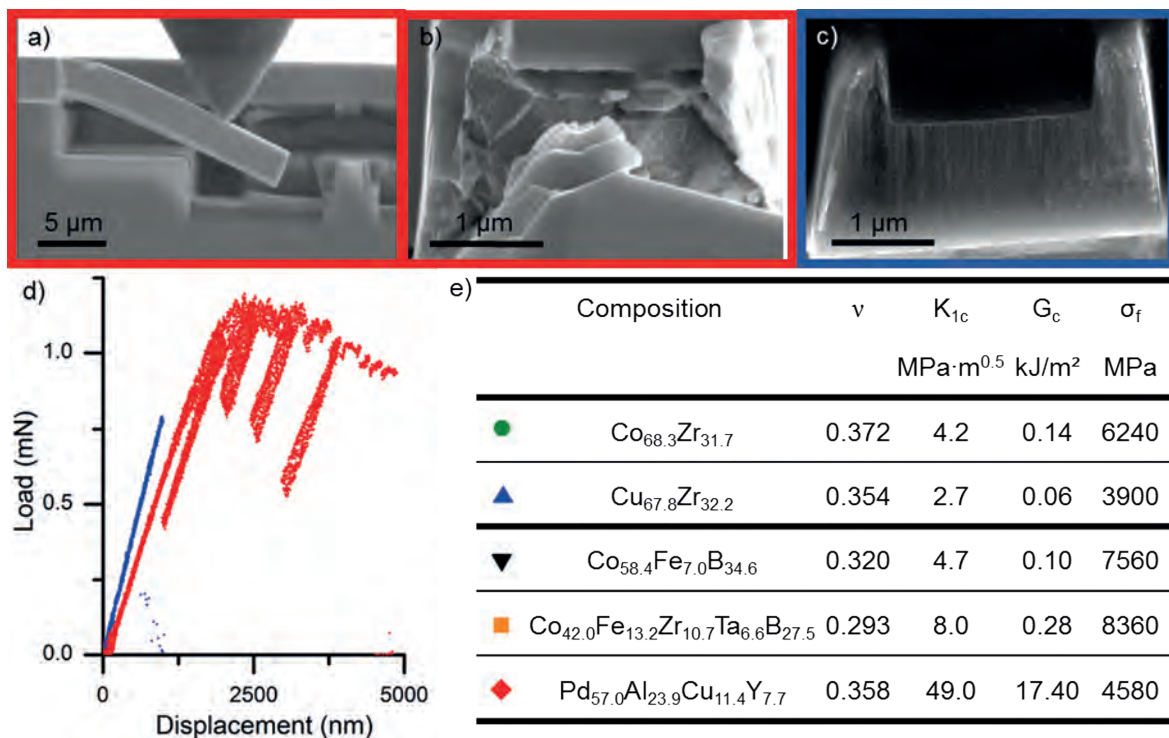 a)
5 µm
b)
1 µm
c)
1 µm
d)
Load (mN)
1.0
0.5
0.0
0
2500
5000
Displacement (nm)
e)
Composition ν K₁c Gc σf
MPa·m⁰·⁵ kJ/m² MPa
Co₆₈.₃Zr₃₁.₇ 0.372 4.2 0.14 6240
Cu₆₇.₈Zr₃₂.₂ 0.354 2.7 0.06 3900
Co₅₈.₄Fe₇.₀B₃₄.₆ 0.320 4.7 0.10 7560
Co₄₂.₀Fe₁₃.₂Zr₁₀.₇Ta₆.₆B₂₇.₅ 0.293 8.0 0.28 8360
Pd₅₇.₀Al₂₃.₉Cu₁₁.₄Y₇.₇ 0.358 49.0 17.40 4580